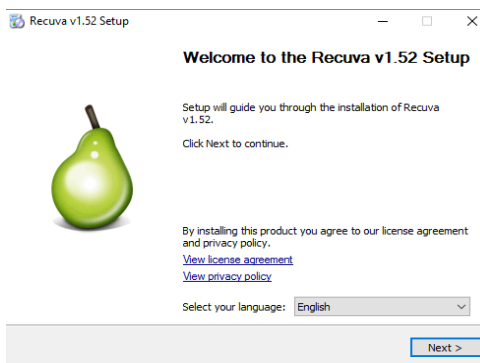 Recuva v1.52 Setup
Welcome to the Recuva v1.52 Setup
Setup will guide you through the installation of Recuva
v1.52.
Click Next to continue.
By installing this product you agree to our license agreement
and privacy policy.
View license agreement
View privacy policy
Select your language: English
Next >